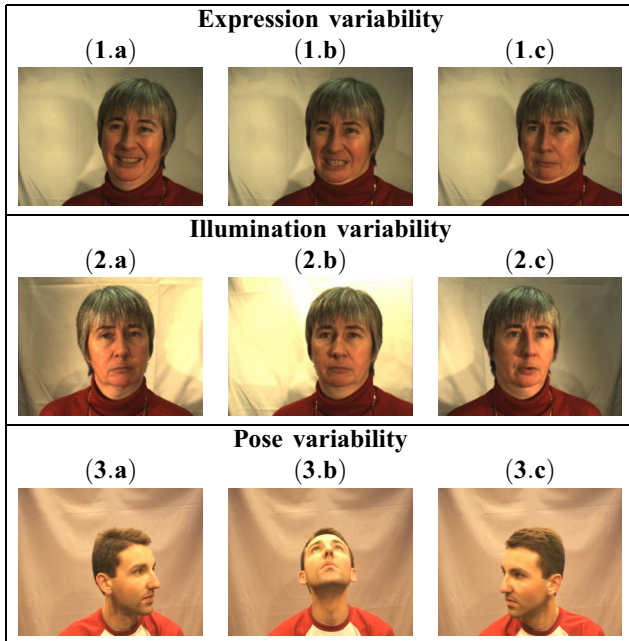 Expression variability
(1.a) (1.b) (1.c)
Illumination variability
(2.a) (2.b) (2.c)
Pose variability
(3.a) (3.b) (3.c)